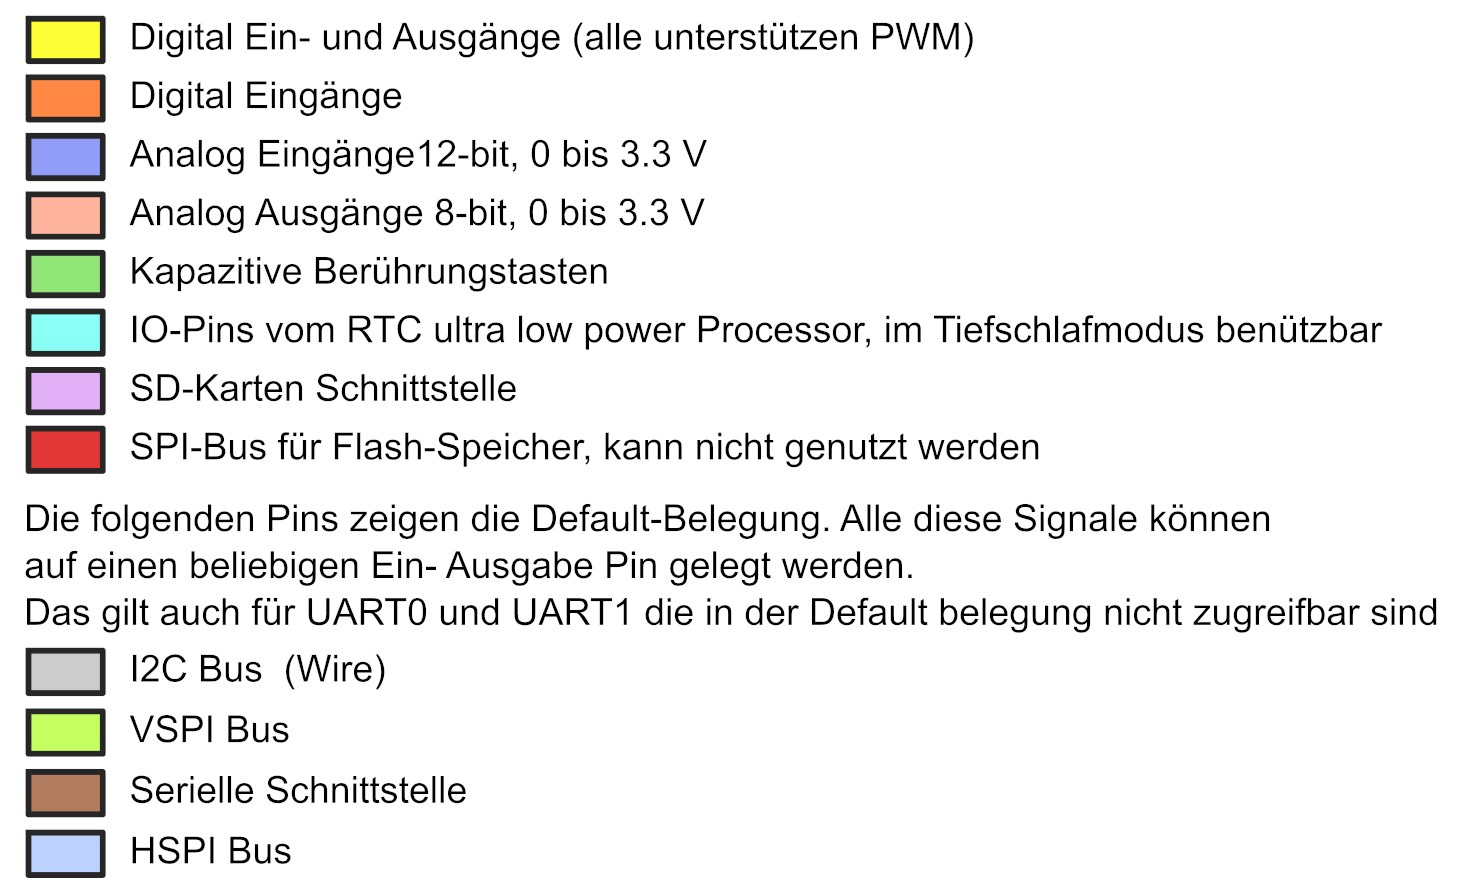 Digital Ein- und Ausgänge (alle unterstützen PWM)
Digital Eingänge
Analog Eingänge12-bit, 0 bis 3.3 V
Analog Ausgänge 8-bit, 0 bis 3.3 V
Kapazitive Berührungstasten
IO-Pins vom RTC ultra low power Processor, im Tiefschlafmodus benützbar
SD-Karten Schnittstelle
SPI-Bus für Flash-Speicher, kann nicht genutzt werden
Die folgenden Pins zeigen die Default-Belegung. Alle diese Signale können
auf einen beliebigen Ein- Ausgabe Pin gelegt werden.
Das gilt auch für UART0 und UART1 die in der Default belegung nicht zugreifbar sind
I2C Bus  (Wire)
VSPI Bus
Serielle Schnittstelle
HSPI Bus